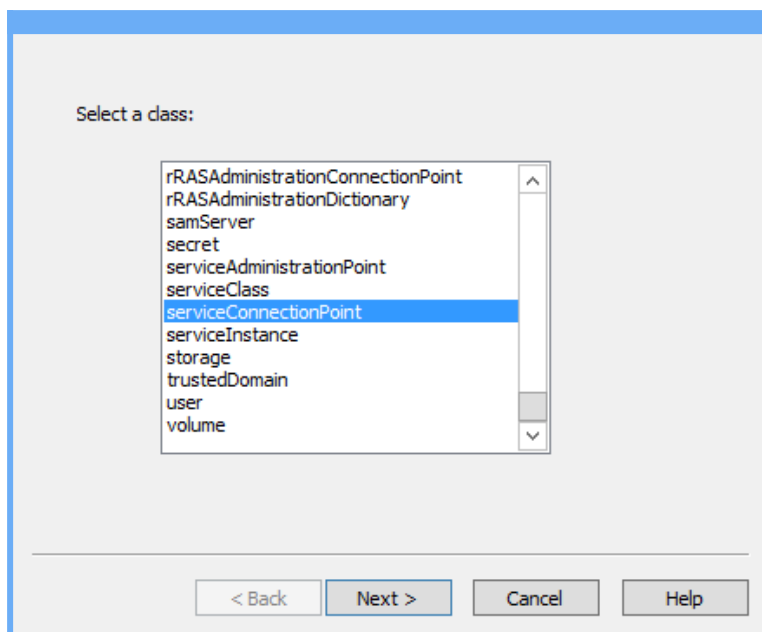 Select a class:
rRASAdministrationConnectionPoint
rRASAdministrationDictionary
samServer
secret
serviceAdministrationPoint
serviceClass
serviceConnectionPoint
serviceInstance
storage
trustedDomain
user
volume
< Back
Next >
Cancel
Help